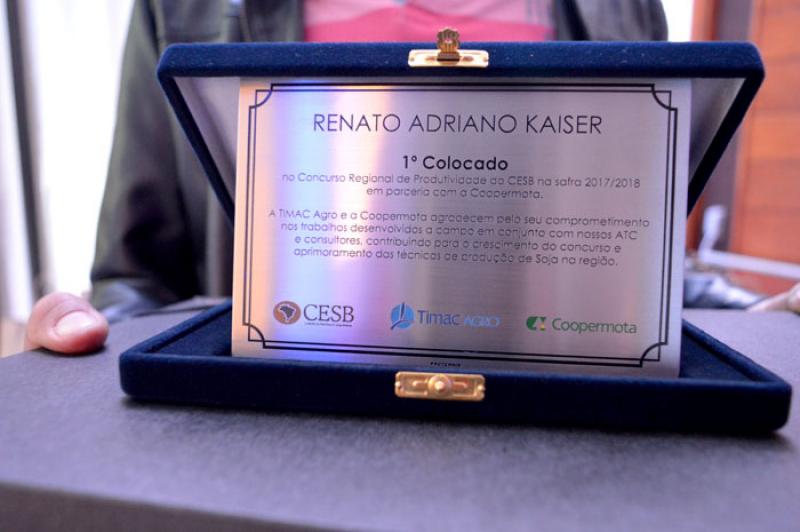 RENATO ADRIANO KAISER
1º Colocado
no Concurso Regional de Produtividade do CESB na safra 2017/2018
em parceria com a Coopermota.
A TIMAC Agro e a Coopermota agradecem pelo seu comprometimento
nos trabalhos desenvolvidos a campo em conjunto com nossos ATC
e consultores, contribuindo para o crescimento do concurso e
aprimoramento das técnicas de produção de Soja na região.
CESB Timac AGRO Coopermota